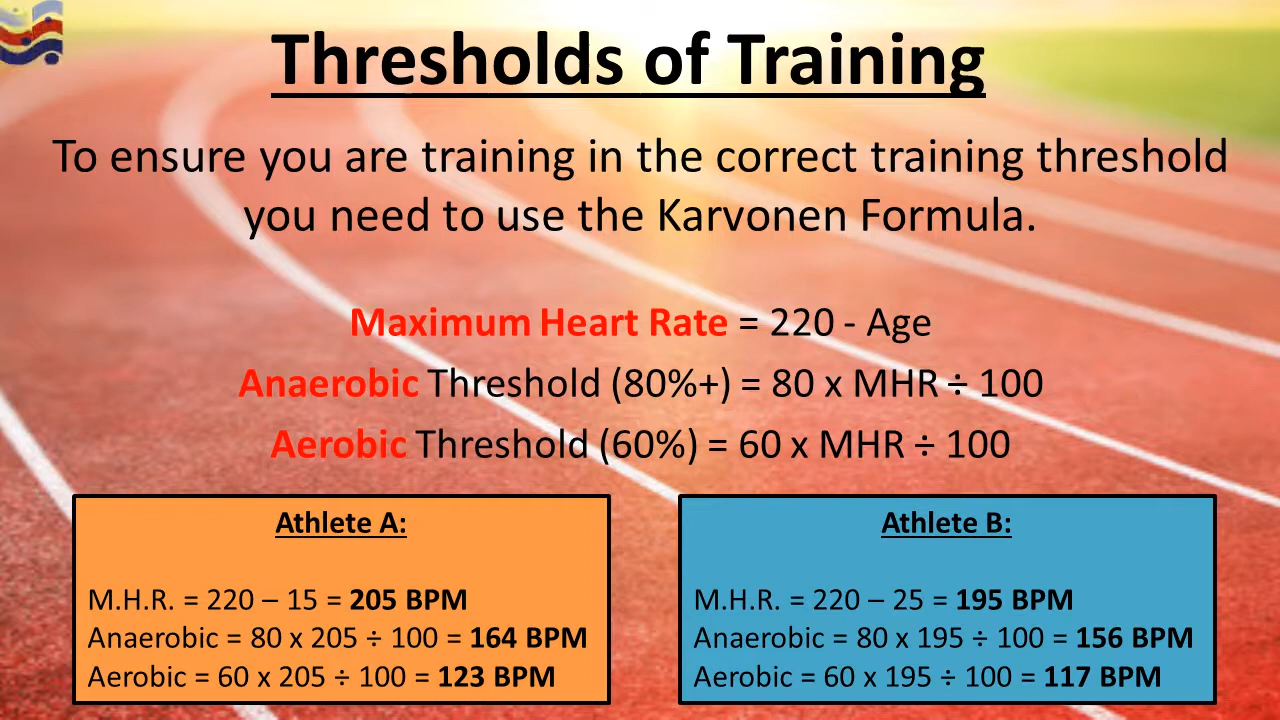 Thresholds of Training
To ensure you are training in the correct training threshold
you need to use the Karvonen Formula.
Maximum Heart Rate = 220 - Age
Anaerobic Threshold (80%+) = 80 x MHR ÷ 100
Aerobic Threshold (60%) = 60 x MHR ÷ 100
Athlete A:
M.H.R. = 220 – 15 = 205 BPM
Anaerobic = 80 x 205 ÷ 100 = 164 BPM
Aerobic = 60 x 205 ÷ 100 = 123 BPM
Athlete B:
M.H.R. = 220 – 25 = 195 BPM
Anaerobic = 80 x 195 ÷ 100 = 156 BPM
Aerobic = 60 x 195 ÷ 100 = 117 BPM